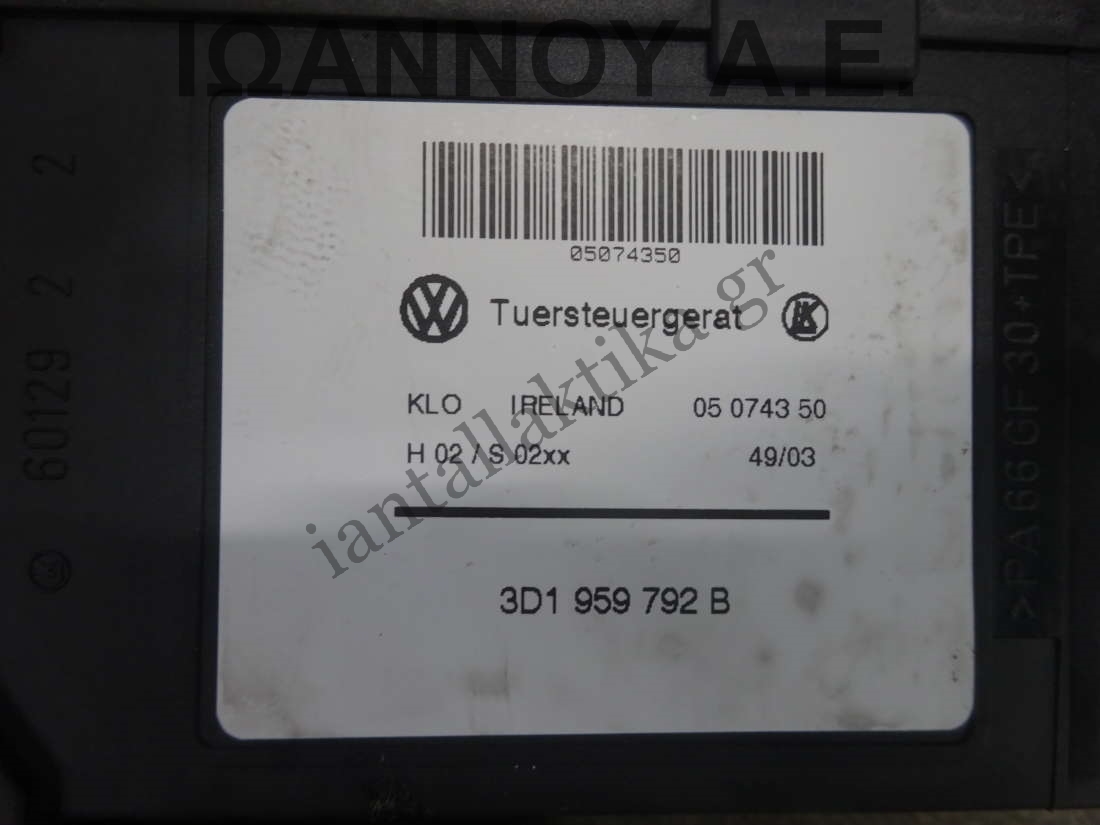 ΙΩΑΝΝΟΥ Α.Ε.
05074350
Tuersteuergerat
KLO IRELAND 05 0743 50
H 02 / S 02xx 49/03
3D1 959 792 B
iantallaktika.gr
60129 2 2
>PA 66 GF 30+TPE<